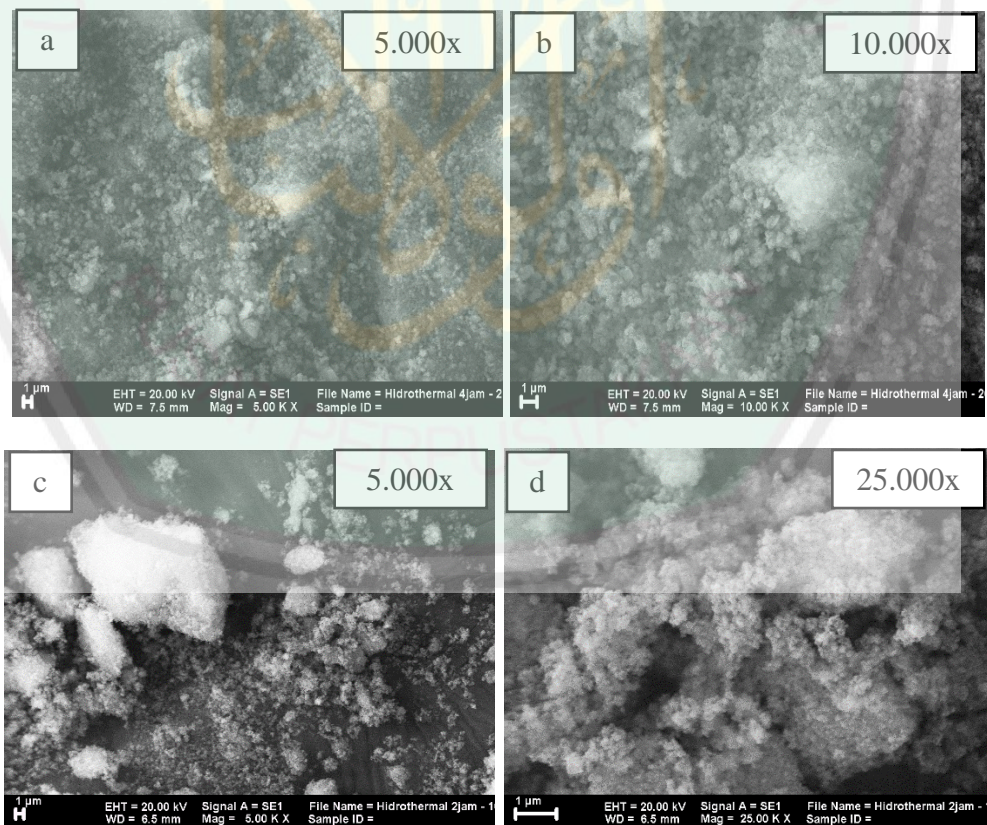 a
5.000x
b
10.000x
1 µm
EHT = 20.00 kV Signal A = SE1 File Name = Hidrothermal 4jam - 2
WD = 7.5 mm Mag = 5.00 K X Sample ID =
1 µm
EHT = 20.00 kV Signal A = SE1 File Name = Hidrothermal 4jam - 2
WD = 7.5 mm Mag = 10.00 K X Sample ID =
PERPUSTA
c
5.000x
d
25.000x
1 µm
EHT = 20.00 kV Signal A = SE1 File Name = Hidrothermal 2jam - 1
WD = 6.5 mm Mag = 5.00 K X Sample ID =
1 µm
EHT = 20.00 kV Signal A = SE1 File Name = Hidrothermal 2jam - 1
WD = 6.5 mm Mag = 25.00 K X Sample ID =